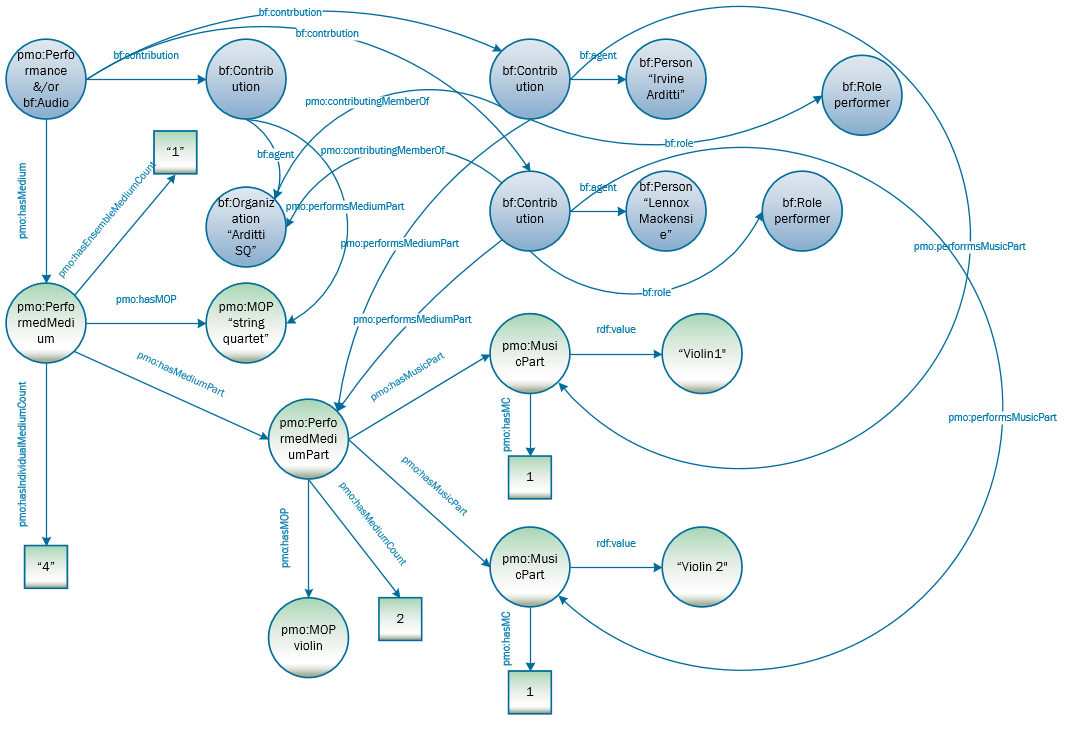 bf:contrbution
bf:contrbution
bf:contribution
pmo:Perfo
rmance
&/or
bf:Audio
bf:Contrib
ution
bf:Contrib
ution
bf:agent
bf:Person
“Irvine
Arditti”
bf:Role
performer
pmo:contributingMemberOf
bf:role
“1”
bf:agent
pmo:contributingMemberOf
pmo:hasMedium
pmo:hasEnsembleMediumCount
bf:Organiz
ation
“Arditti
SQ”
pmo:performsMediumPart
bf:Contrib
ution
bf:agent
bf:Person
“Lennox
Mackensi
e”
bf:Role
performer
pmo:performsMediumPart
pmo:perforrmsMusicPart
bf:role
pmo:Perfo
rmedMedi
um
pmo:hasMOP
pmo:MOP
“string
quartet”
pmo:performsMediumPart
pmo:Musi
cPart
rdf:value
“Violin1"
pmo:hasMediumPart
pmo:hasMusicPart
pmo:hasIndividualMediumCount
pmo:hasMC
pmo:performsMusicPart
pmo:Perfo
rmedMedi
umPart
1
pmo:hasMusicPart
“4”
pmo:hasMOP
pmo:hasMediumCount
pmo:Musi
cPart
rdf:value
“Violin 2"
pmo:MOP
violin
2
pmo:hasMC
1